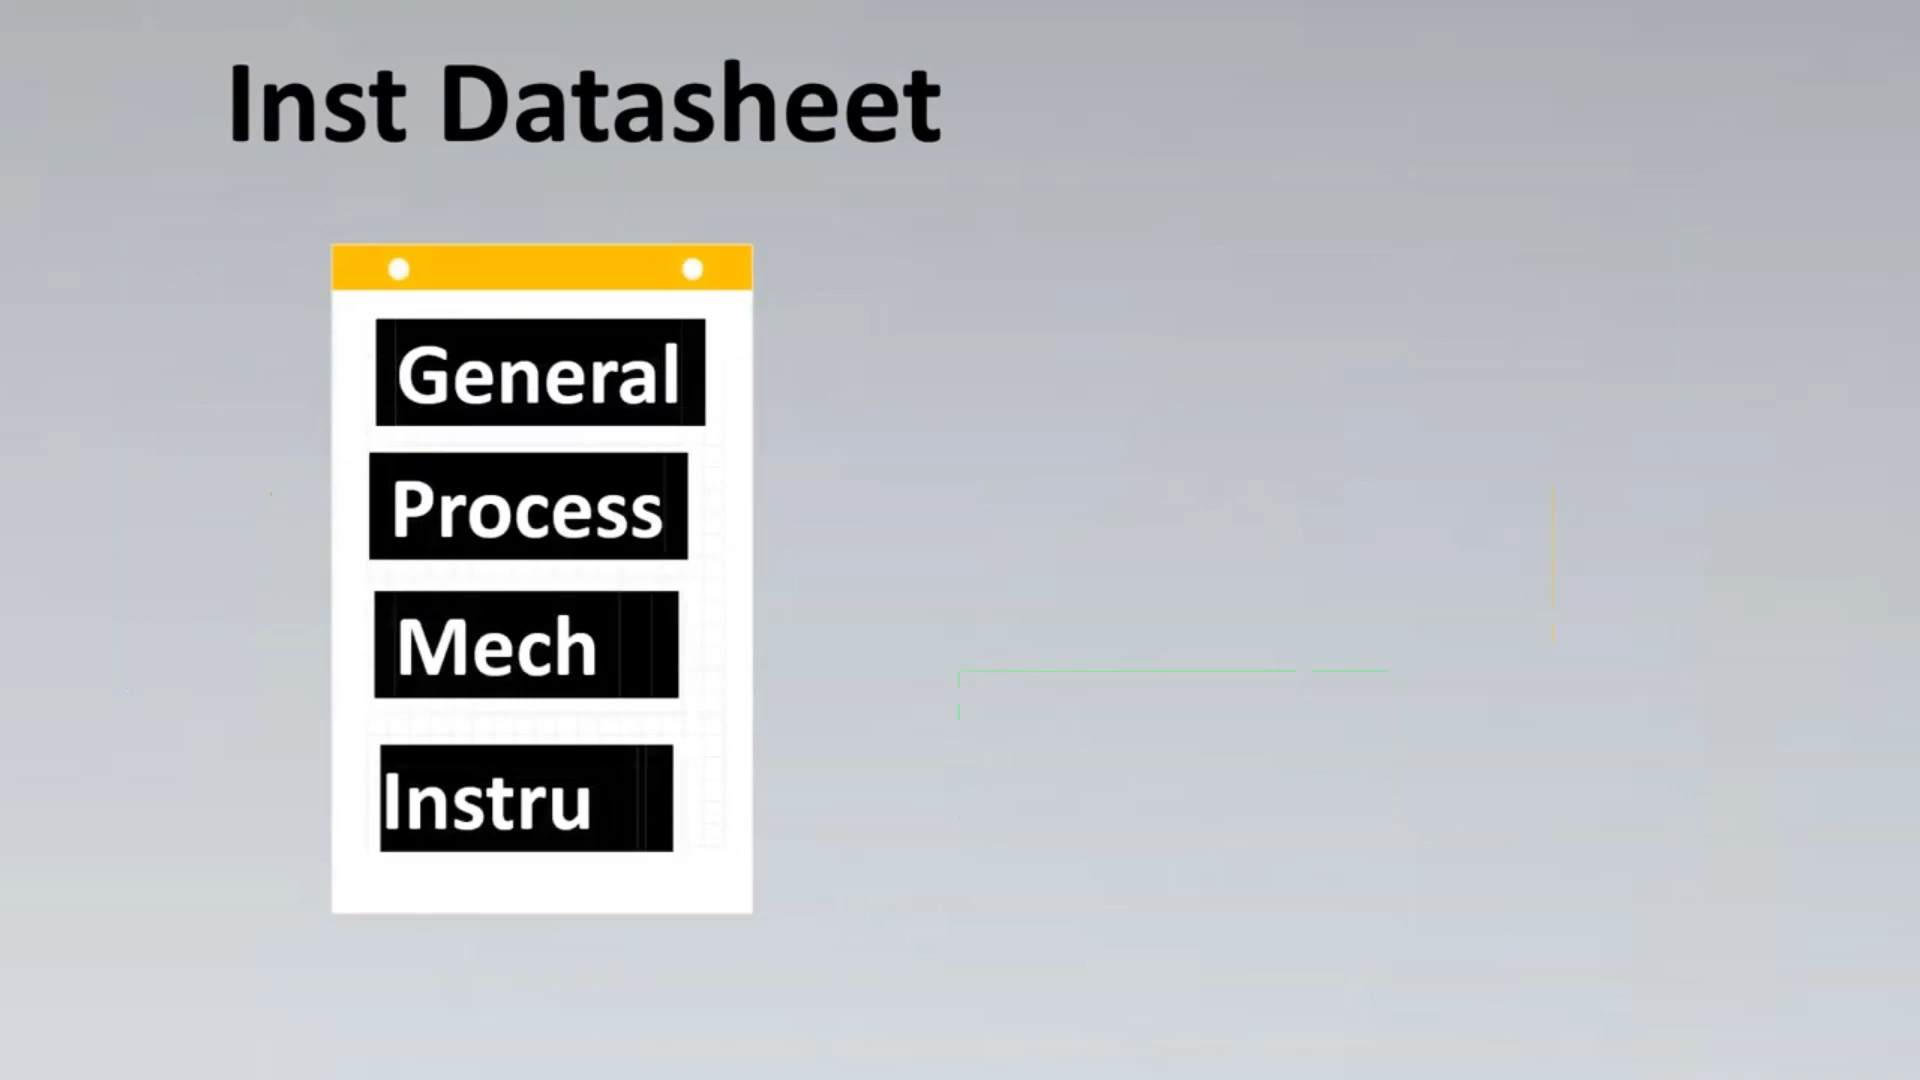 Inst Datasheet
General
Process
Mech
Instru